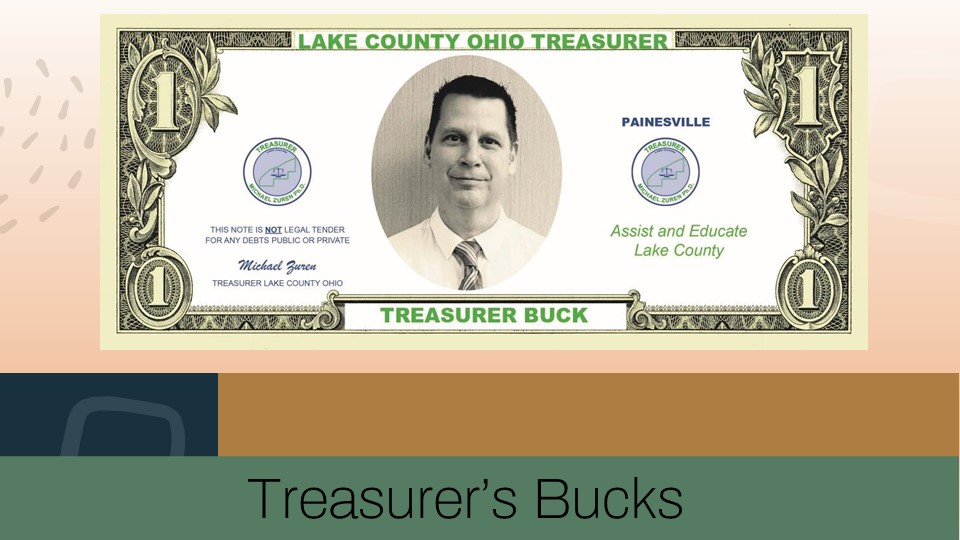 LAKE COUNTY OHIO TREASURER
1
1
PAINESVILLE
TREASURER
MICHAEL ZUREN Ph.D.
TREASURER
MICHAEL ZUREN Ph.D.
THIS NOTE IS NOT LEGAL TENDER
FOR ANY DEBTS PUBLIC OR PRIVATE
Assist and Educate
Lake County
Michael Zuren
TREASURER LAKE COUNTY OHIO
1
1
TREASURER BUCK
Treasurer’s Bucks